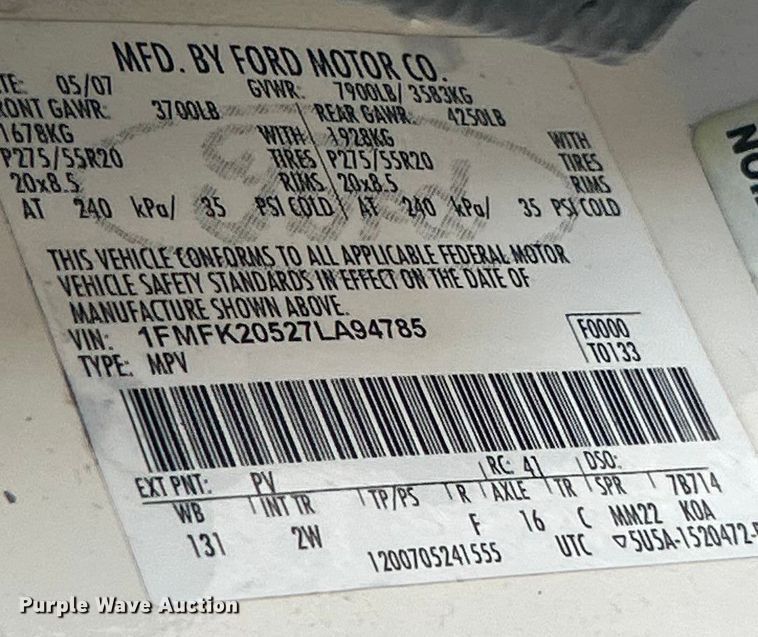 MFD. BY FORD MOTOR CO.
TE: 05/07 GVWR: 7900LB/ 3583KG
RONT GAWR: 3700LB REAR GAWR: 4250LB
1678KG WITH 1928KG WITH
P275/55R20 TIRES P275/55R20 TIRES
20x8.5 RIMS 20x8.5 RIMS
AT 240 kPa/ 35 PSI COLD AT 240 kPa/ 35 PSI COLD
Ford
THIS VEHICLE CONFORMS TO ALL APPLICABLE FEDERAL MOTOR
VEHICLE SAFETY STANDARDS IN EFFECT ON THE DATE OF
MANUFACTURE SHOWN ABOVE.
VIN: 1FMFK20527LA94785 F0000
TYPE: MPV T0133
EXT PNT: PV RC: 41 DSO:
WB INT TR TP/PS R AXLE TR SPR 7B714
131 2W F 16 C MM22 KOA
1200705241555 UTC ▽5U5A-1520472-
Purple Wave Auction